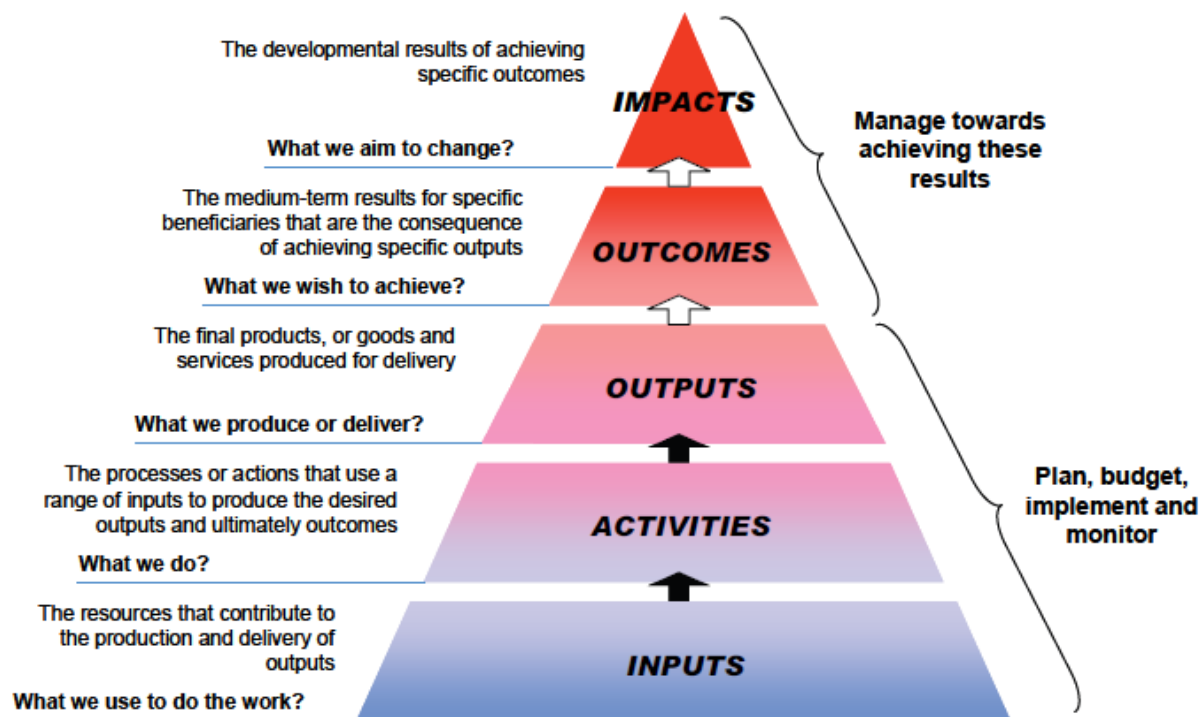 The developmental results of achieving
specific outcomes
IMPACTS
What we aim to change?
Manage towards
achieving these
results
The medium-term results for specific
beneficiaries that are the consequence
of achieving specific outputs
OUTCOMES
What we wish to achieve?
The final products, or goods and
services produced for delivery
OUTPUTS
What we produce or deliver?
The processes or actions that use a
range of inputs to produce the desired
outputs and ultimately outcomes
ACTIVITIES
What we do?
Plan, budget,
implement and
monitor
The resources that contribute to
the production and delivery of
outputs
INPUTS
What we use to do the work?